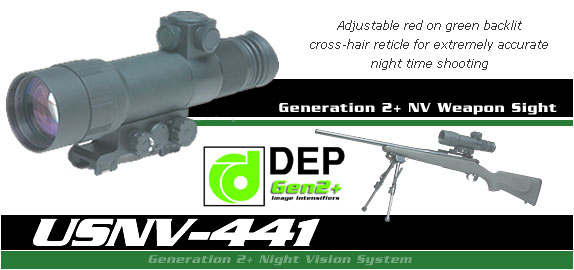 Adjustable red on green backlit
cross-hair reticle for extremely accurate
night time shooting
Generation 2+ NV Weapon Sight
DEP
Gen2+
Image Intensifiers
USNV-441
Generation 2+ Night Vision System